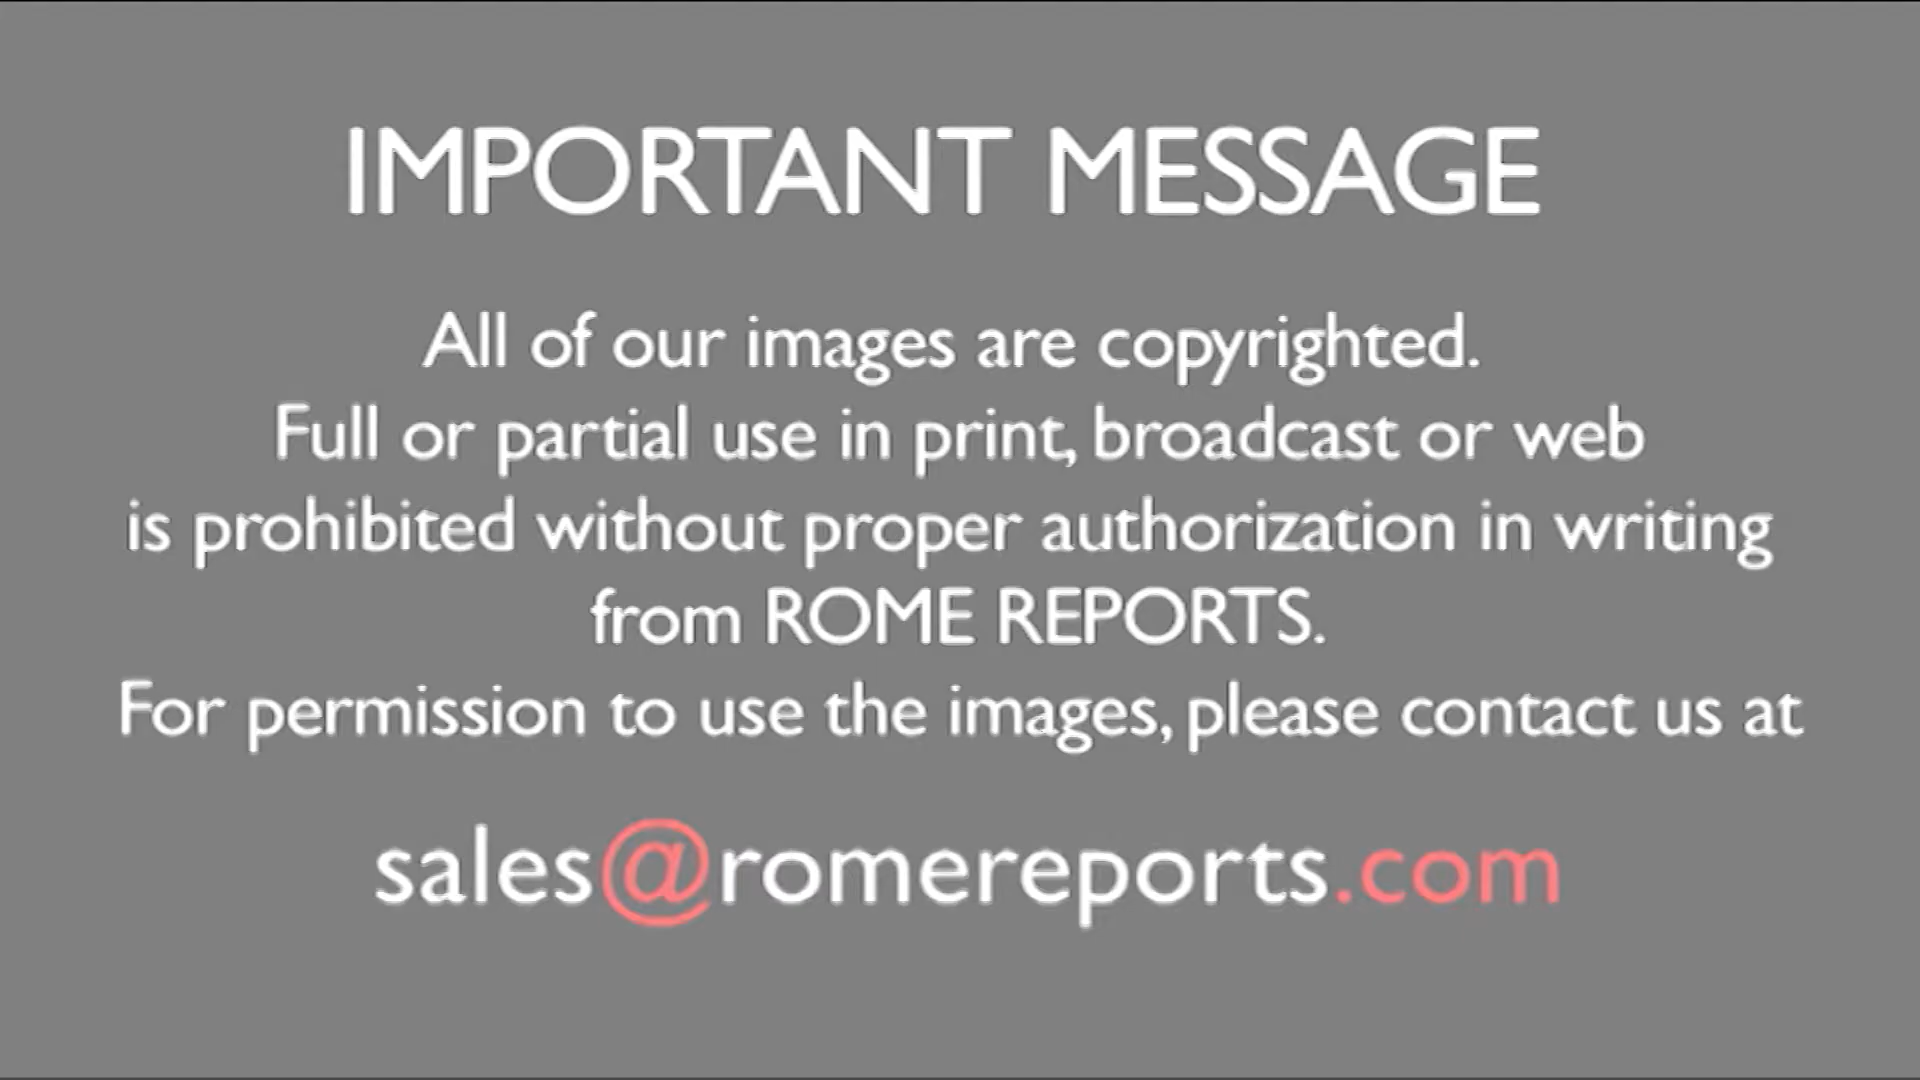 IMPORTANT MESSAGE
All of our images are copyrighted.
Full or partial use in print, broadcast or web
is prohibited without proper authorization in writing
from ROME REPORTS.
For permission to use the images, please contact us at
sales@romereports.com